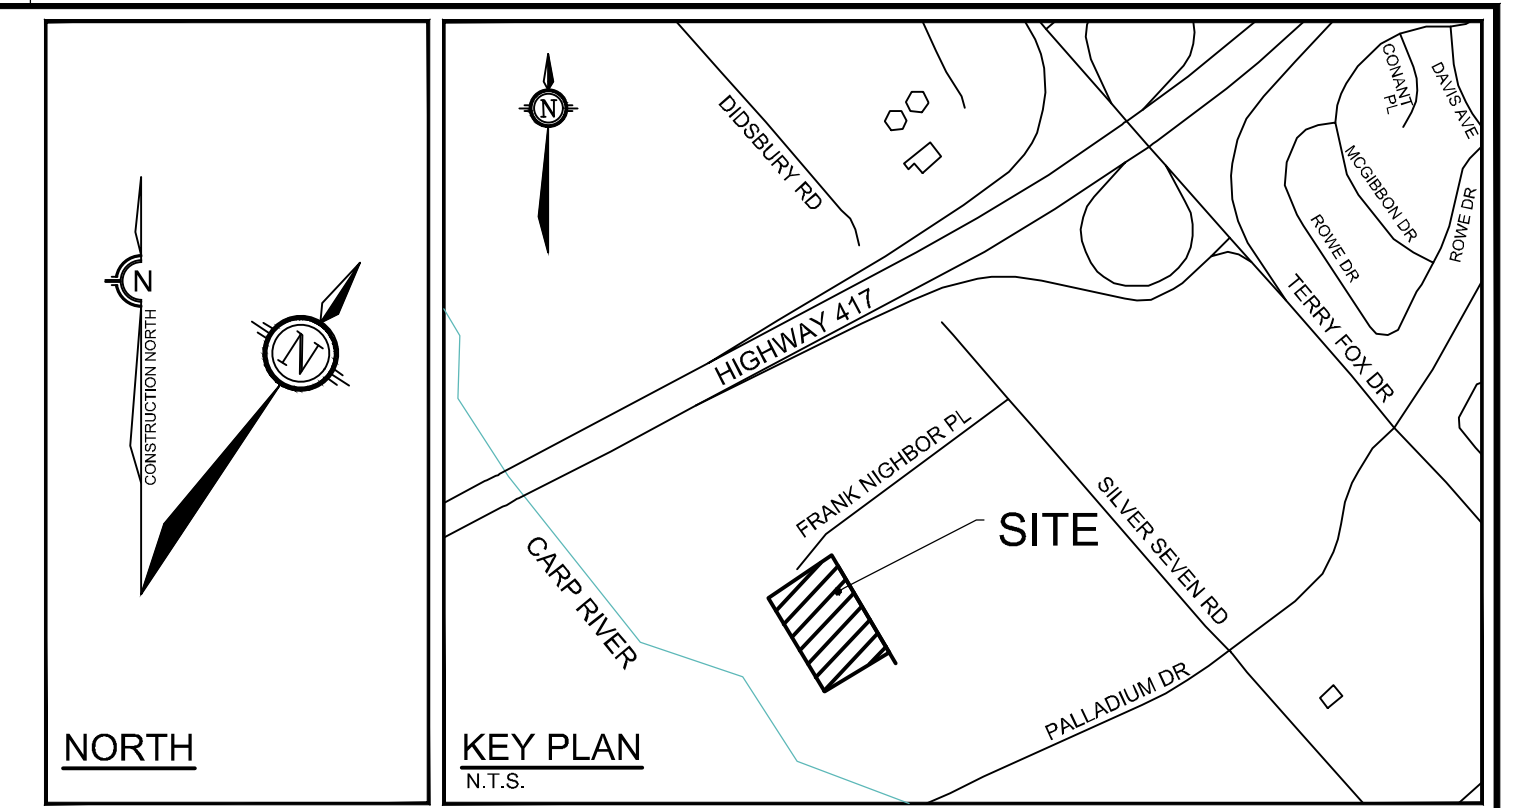 N
CONSTRUCTION NORTH
N
NORTH
N
DIDSBURY RD
CONANT
PL
DAVIS AVE
MCGIBBON DR
ROWE DR
ROWE DR
HIGHWAY 417
TERRY FOX DR
FRANK NIGHBOR PL
SITE
SILVER SEVEN RD
CARP RIVER
PALLADIUM DR
KEY PLAN
N.T.S.